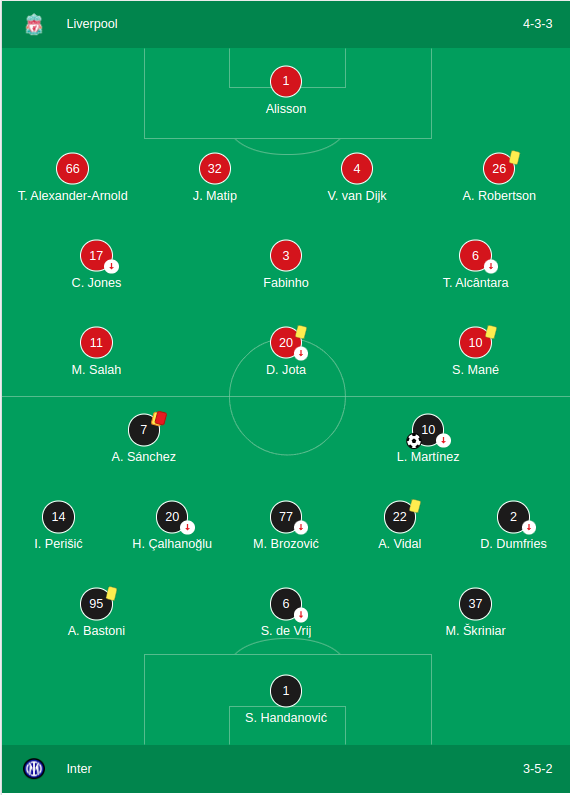 Liverpool 4-3-3
1
Alisson
66 32 4 26
T. Alexander-Arnold J. Matip V. van Dijk A. Robertson
17 3 6
C. Jones Fabinho T. Alcântara
11 20 10
M. Salah D. Jota S. Mané
7 10
A. Sánchez L. Martínez
14 20 77 22 2
I. Perišić H. Çalhanoğlu M. Brozović A. Vidal D. Dumfries
95 6 37
A. Bastoni S. de Vrij M. Škriniar
1
S. Handanović
Inter 3-5-2